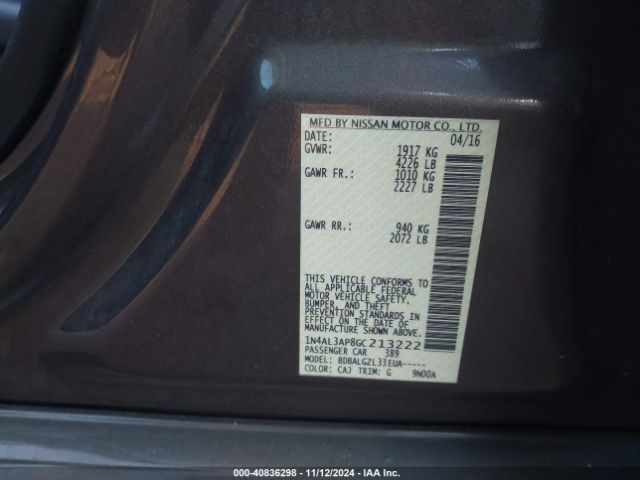 MFD BY NISSAN MOTOR CO., LTD.
DATE: 04/16
GVWR: 1917 KG
4226 LB
GAWR FR.: 1010 KG
2227 LB
GAWR RR.: 940 KG
2072 LB
THIS VEHICLE CONFORMS TO
ALL APPLICABLE FEDERAL
MOTOR VEHICLE SAFETY,
BUMPER, AND THEFT
PREVENTION STANDARDS IN
EFFECT ON THE DATE OF
MANUFACTURE SHOWN ABOVE.
1N4AL3AP8GC213222
PASSENGER CAR 389
MODEL: BDBALGZL33EUA-----
COLOR: CAJ TRIM: G 9N00A
000-40836298 - 11/12/2024 - IAA Inc.